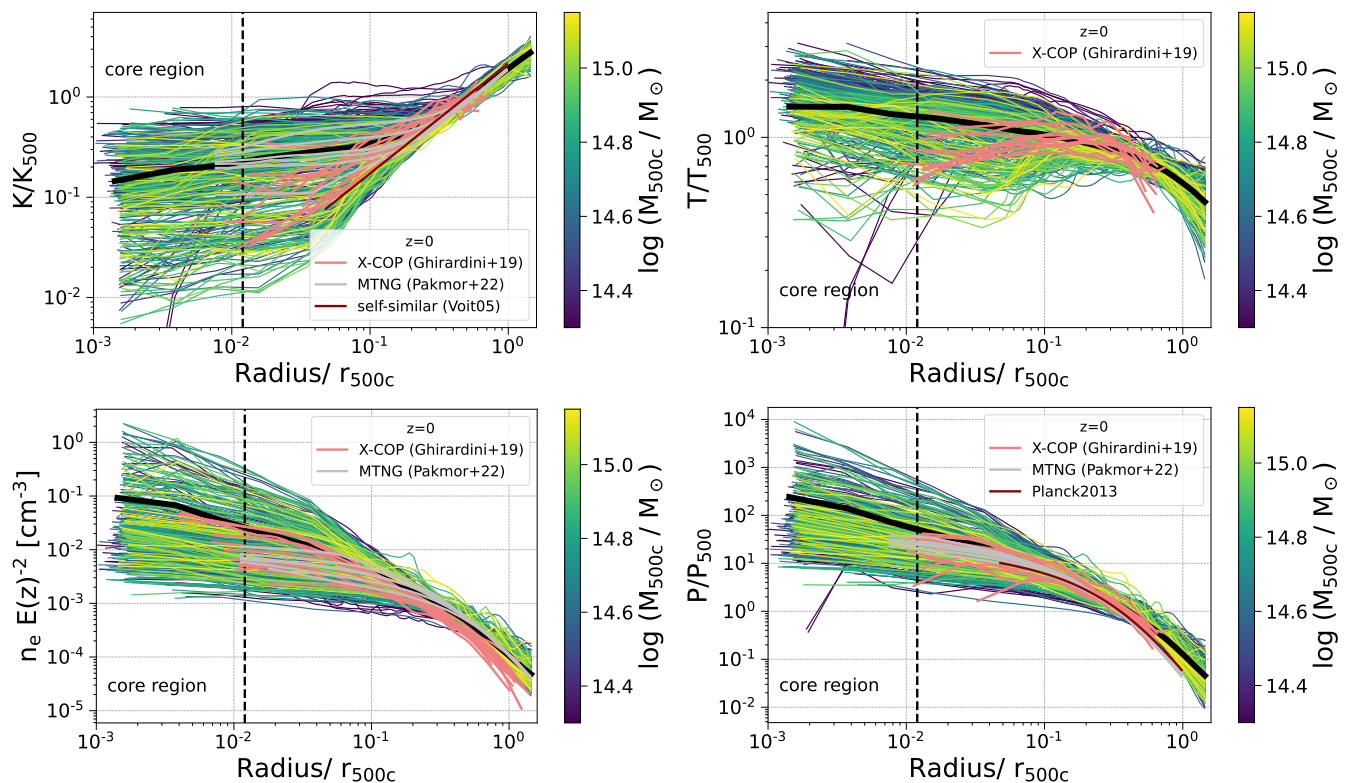 K/K500
10^0
10^-1
10^-2
core region
z=0
X-COP (Ghirardini+19)
MTNG (Pakmor+22)
self-similar (Voit05)
10^-3 10^-2 10^-1 10^0
Radius/ r500c
15.0
14.8
14.6
14.4
log (M500c / M⊙)
T/T500
10^0
10^-1
core region
z=0
X-COP (Ghirardini+19)
10^-3 10^-2 10^-1 10^0
Radius/ r500c
15.0
14.8
14.6
14.4
log (M500c / M⊙)
ne E(z)^-2 [cm^-3]
10^0
10^-1
10^-2
10^-3
10^-4
10^-5
core region
z=0
X-COP (Ghirardini+19)
MTNG (Pakmor+22)
10^-3 10^-2 10^-1 10^0
Radius/ r500c
15.0
14.8
14.6
14.4
log (M500c / M⊙)
P/P500
10^4
10^3
10^2
10^1
10^0
10^-1
10^-2
core region
z=0
X-COP (Ghirardini+19)
MTNG (Pakmor+22)
Planck2013
10^-3 10^-2 10^-1 10^0
Radius/ r500c
15.0
14.8
14.6
14.4
log (M500c / M⊙)